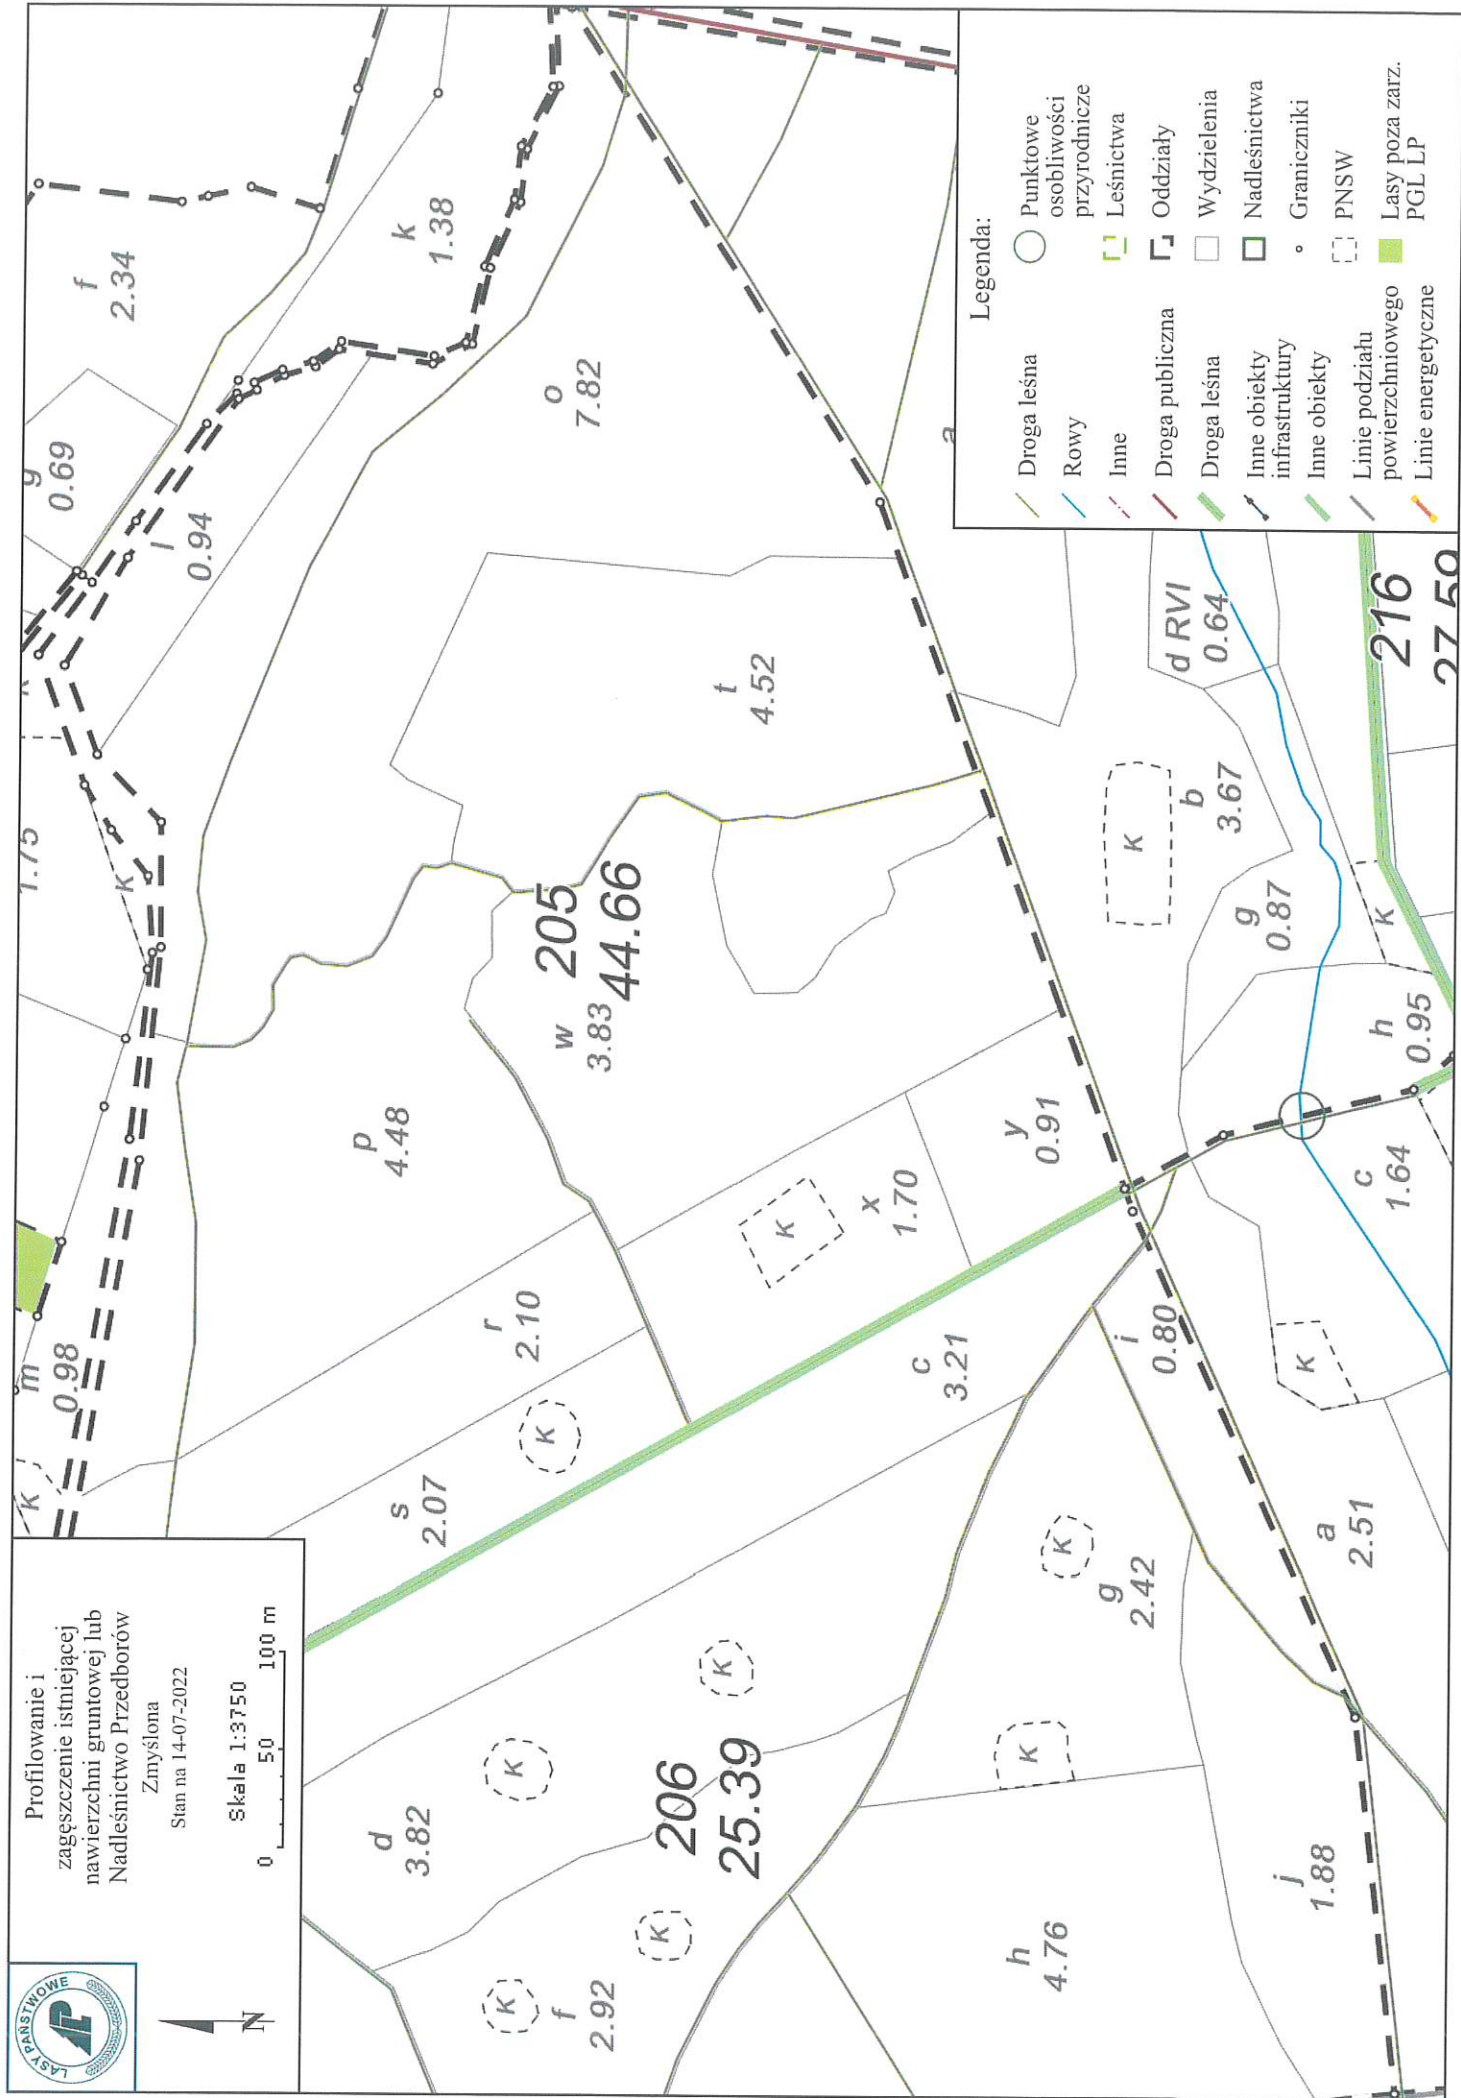 LASY PAŃSTWOWE
Profilowanie i
zagęszczenie istniejącej
nawierzchni gruntowej lub
Nadleśnictwo Przedborów
Zmyślona
Stan na 14-07-2022
Skala 1:3750
0 50 100 m
N
K
m
0.98
1.75
K
K
g
0.69
f
2.34
l
0.94
k
1.38
p
4.48
s
2.07
r
2.10
K
o
7.82
d
3.82
K
K
205
44.66
w
3.83
t
4.52
f
2.92
K
K
206
25.39
K
x
1.70
c
3.21
y
0.91
h
4.76
K
g
2.42
K
i
0.80
b
3.67
K
d RVI
0.64
g
0.87
j
1.88
a
2.51
K
c
1.64
h
0.95
K
216
27.59
a
Legenda:
Droga leśna
Rowy
Inne
Droga publiczna
Droga leśna
Inne obiekty
infrastruktury
Inne obiekty
Linie podziału
powierzchniowego
Linie energetyczne
Punktowe
osobliwości
przyrodnicze
Leśnictwa
Oddziały
Wydzielenia
Nadleśnictwa
Graniczniki
PNSW
Lasy poza zarz.
PGL LP